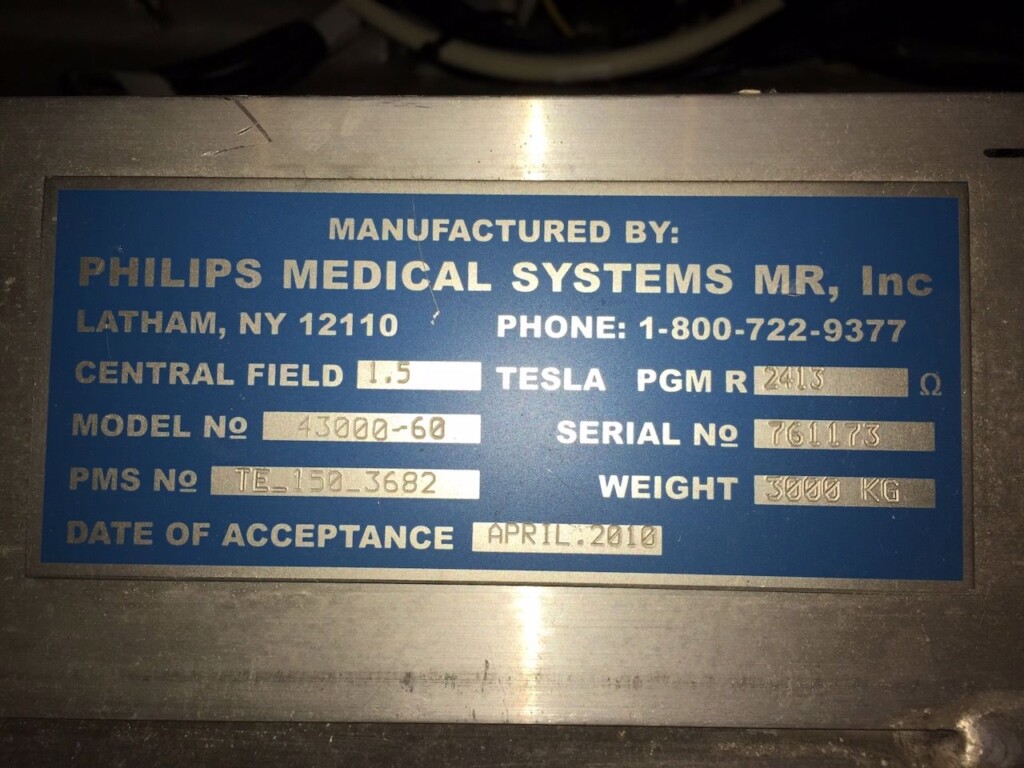 MANUFACTURED BY:
PHILIPS MEDICAL SYSTEMS MR, Inc
LATHAM, NY 12110 PHONE: 1-800-722-9377
CENTRAL FIELD 1.5 TESLA PGM R 2413 Ω
MODEL Nº 43000-60 SERIAL Nº 761173
PMS Nº TE_150_3682 WEIGHT 3000 KG
DATE OF ACCEPTANCE APRIL.2010